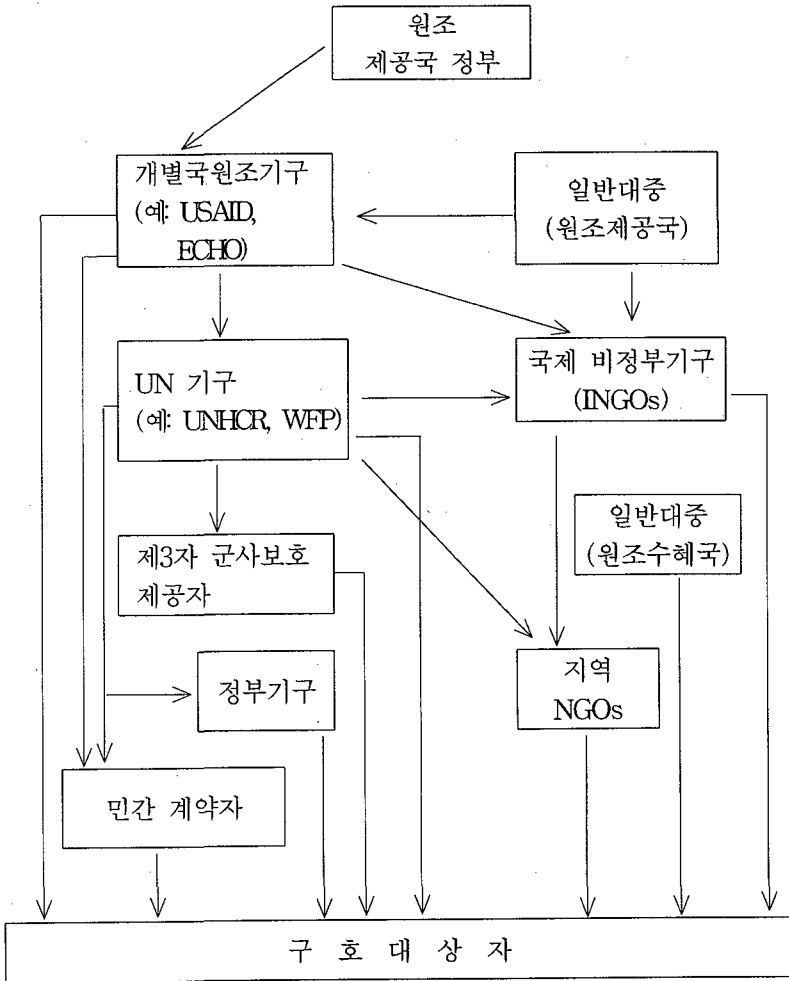 원조
제공국 정부
개별국원조기구
(예: USAID,
ECHO)
일반대중
(원조제공국)
UN 기구
(예: UNHCR, WFP)
국제 비정부기구
(INGOs)
일반대중
(원조수혜국)
제3자 군사보호
제공자
정부기구
지역
NGOs
민간 계약자
구 호 대 상 자